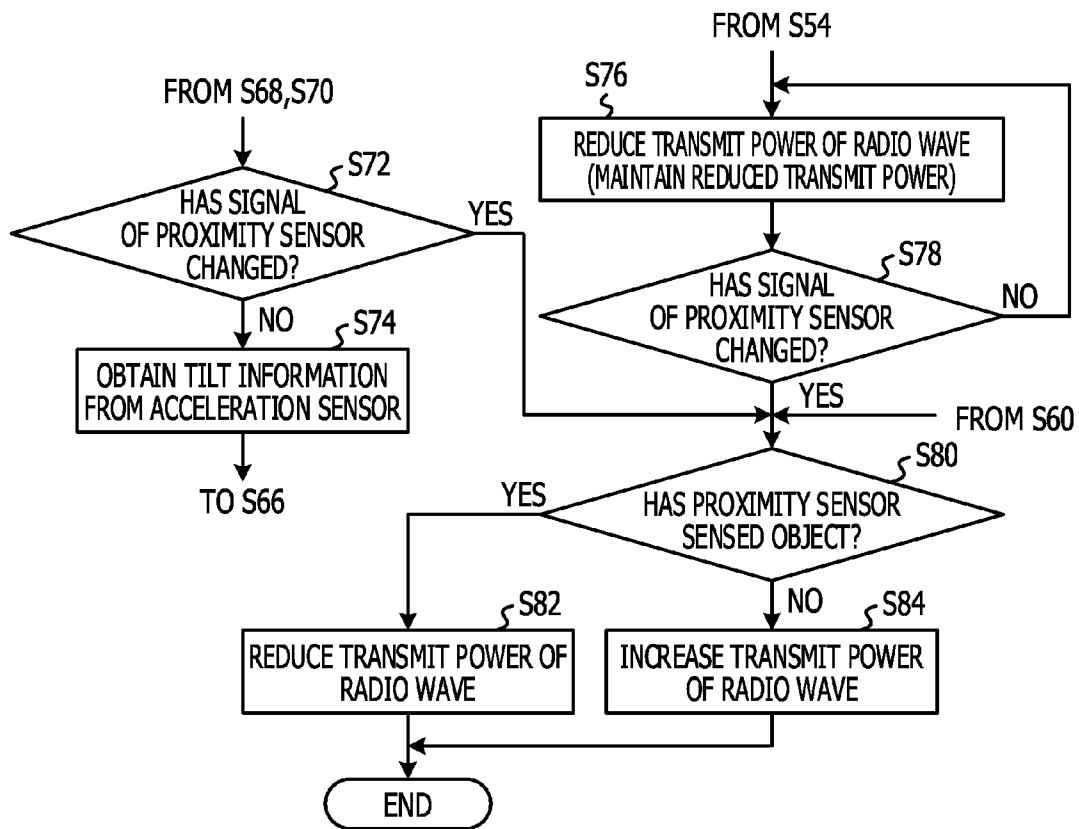 FROM S68,S70
S72
HAS SIGNAL
OF PROXIMITY SENSOR
CHANGED?
YES
NO
S74
OBTAIN TILT INFORMATION
FROM ACCELERATION SENSOR
TO S66
FROM S54
S76
REDUCE TRANSMIT POWER OF RADIO WAVE
(MAINTAIN REDUCED TRANSMIT POWER)
S78
HAS SIGNAL
OF PROXIMITY SENSOR
CHANGED?
NO
YES
FROM S60
S80
HAS PROXIMITY SENSOR
SENSED OBJECT?
YES
NO
S82
REDUCE TRANSMIT POWER OF
RADIO WAVE
S84
INCREASE TRANSMIT POWER
OF RADIO WAVE
END